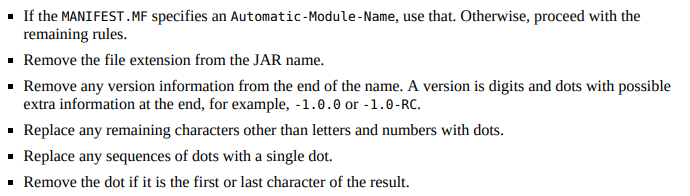 ▪ If the MANIFEST.MF specifies an Automatic-Module-Name, use that. Otherwise, proceed with the
remaining rules.
▪ Remove the file extension from the JAR name.
▪ Remove any version information from the end of the name. A version is digits and dots with possible
extra information at the end, for example, -1.0.0 or -1.0-RC.
▪ Replace any remaining characters other than letters and numbers with dots.
▪ Replace any sequences of dots with a single dot.
▪ Remove the dot if it is the first or last character of the result.